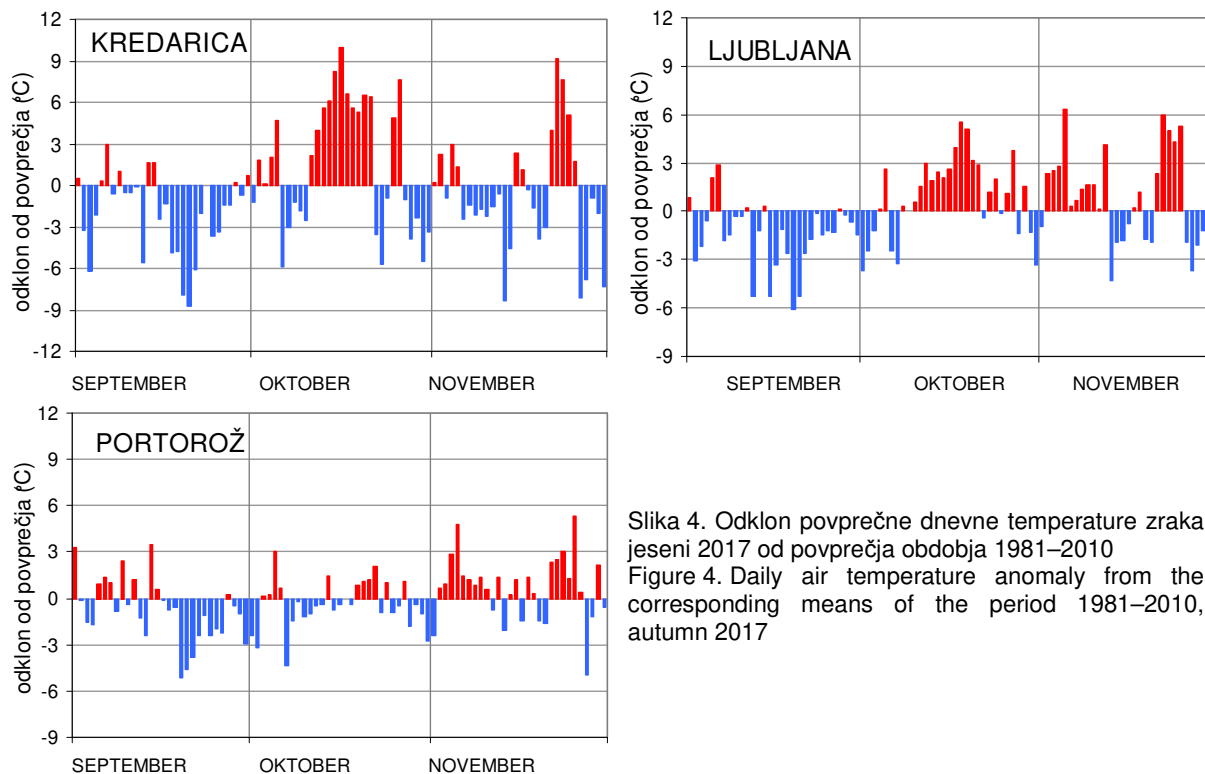 KREDARICA
odklon od povprečja (°C)
12
9
6
3
0
-3
-6
-9
-12
SEPTEMBER OKTOBER NOVEMBER
LJUBLJANA
odklon od povprečja (°C)
12
9
6
3
0
-3
-6
-9
SEPTEMBER OKTOBER NOVEMBER
PORTOROŽ
odklon od povprečja (°C)
12
9
6
3
0
-3
-6
-9
SEPTEMBER OKTOBER NOVEMBER
Slika 4. Odklon povprečne dnevne temperature zraka
jeseni 2017 od povprečja obdobja 1981–2010
Figure 4. Daily air temperature anomaly from the
corresponding means of the period 1981–2010,
autumn 2017